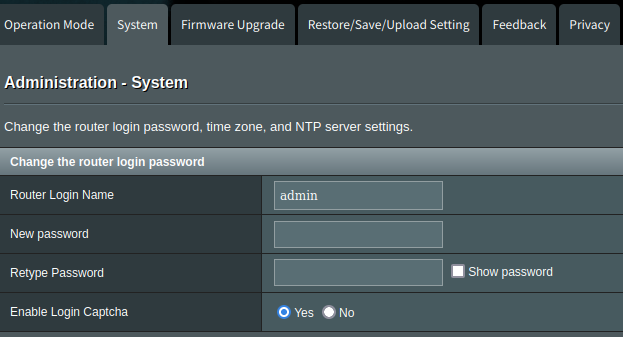 Operation Mode System Firmware Upgrade Restore/Save/Upload Setting Feedback Privacy
Administration - System
Change the router login password, time zone, and NTP server settings.
Change the router login password
Router Login Name admin
New password
Retype Password Show password
Enable Login Captcha Yes No